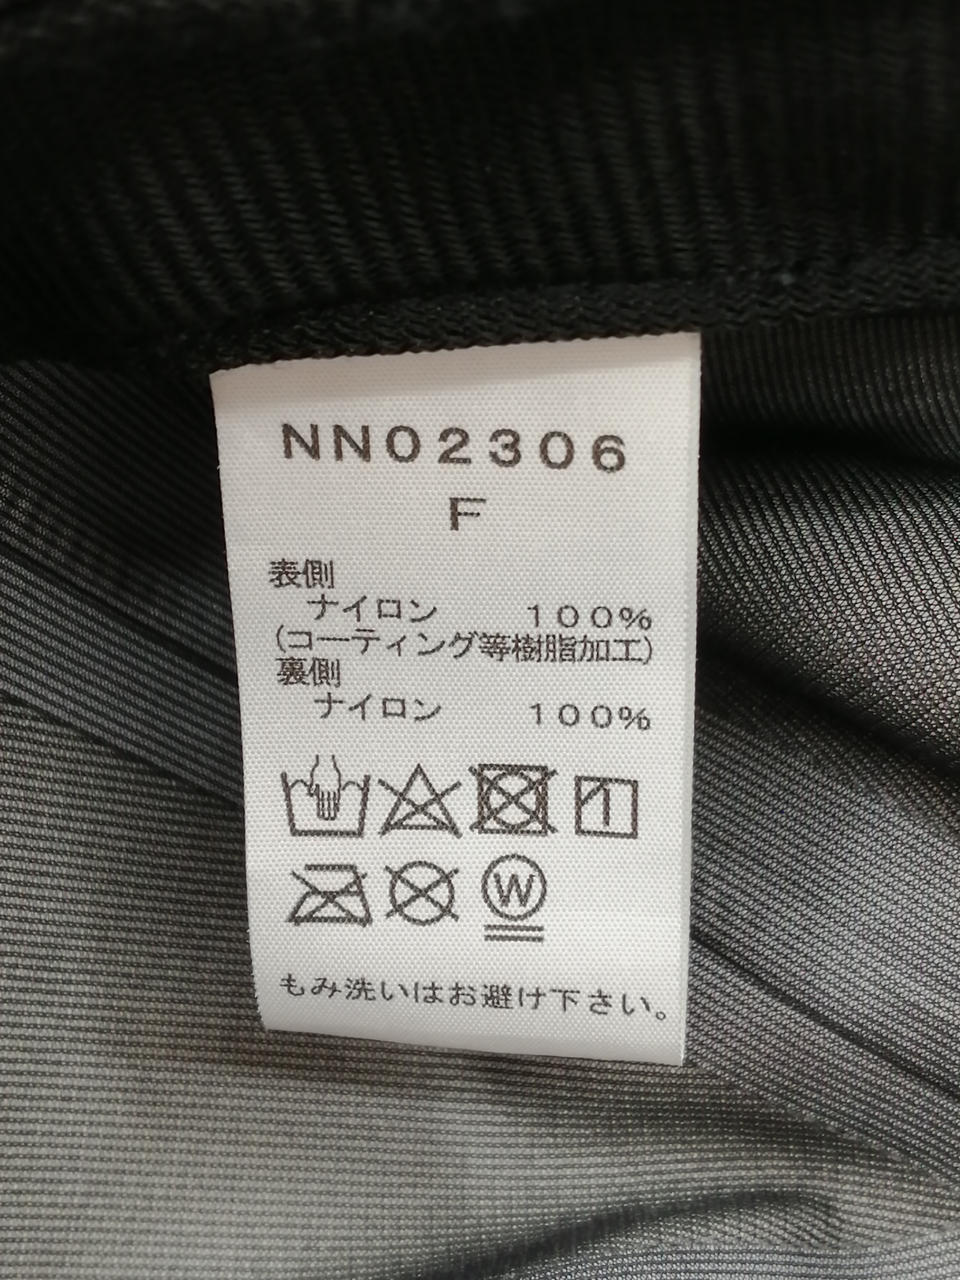 NN02306
F
表側
ナイロン 100%
(コーティング等樹脂加工)
裏側
ナイロン 100%
W
もみ洗いはお避け下さい。